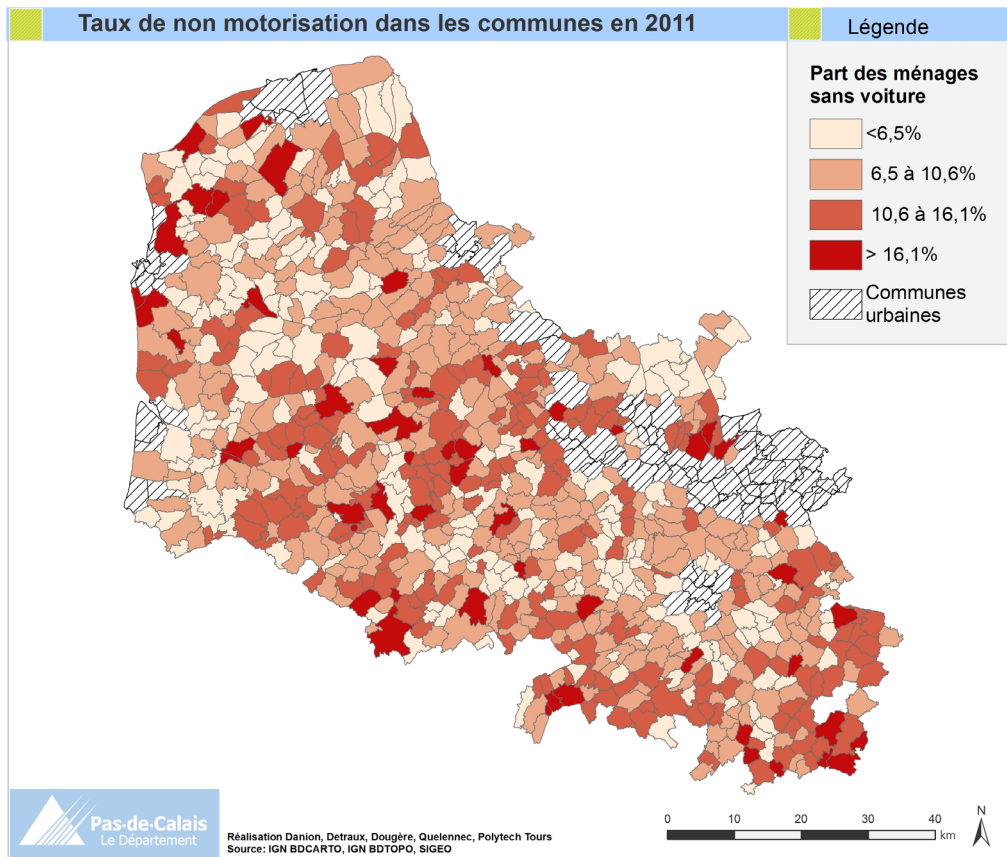 Taux de non motorisation dans les communes en 2011
Légende
Part des ménages
sans voiture
<6,5%
6,5 à 10,6%
10,6 à 16,1%
> 16,1%
Communes
urbaines
Pas-de-Calais
Le Département
Réalisation Danion, Detraux, Dougère, Quelennec, Polytech Tours
Source: IGN BDCARTO, IGN BDTOPO, SIGEO
0 10 20 30 40
km
N